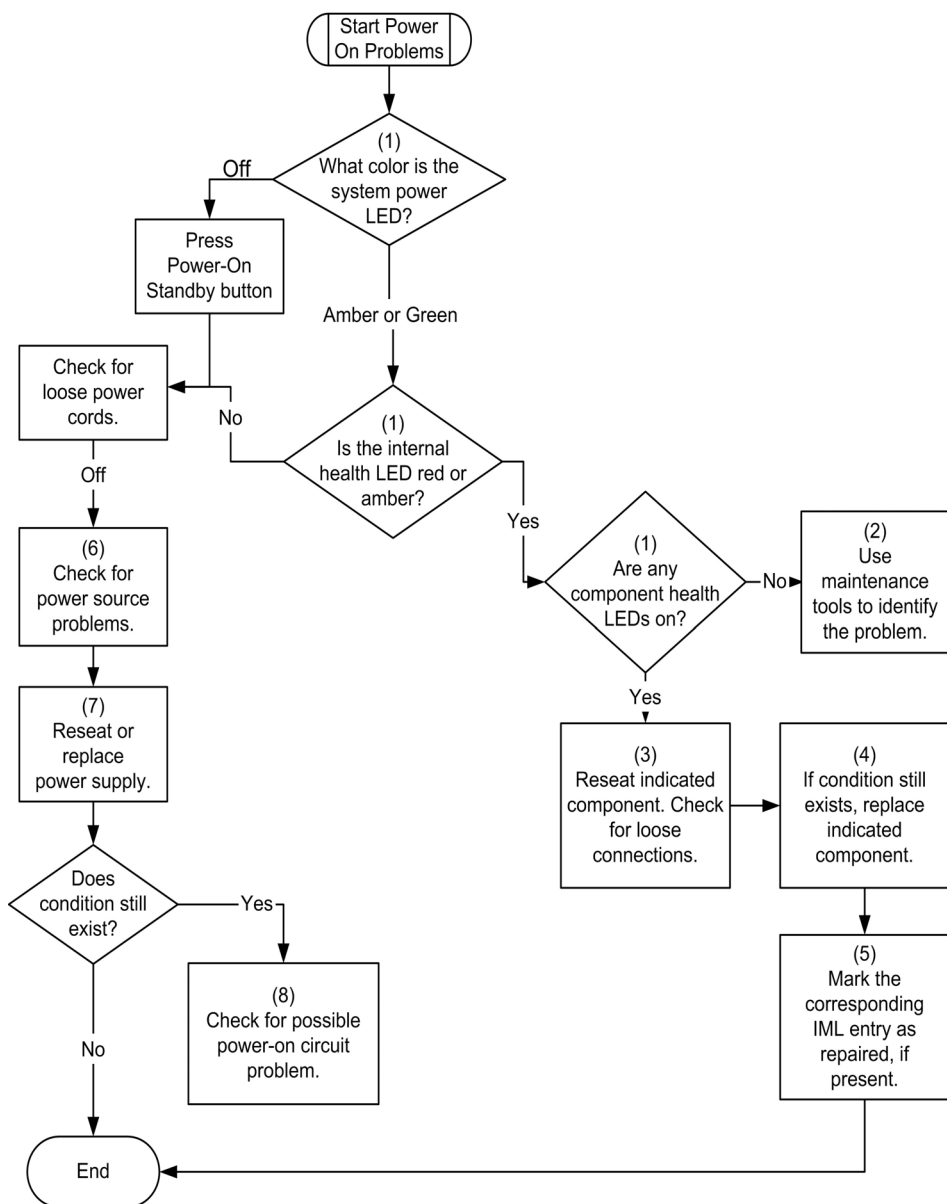 Start Power
On Problems
(1)
What color is the
system power
LED?
Off
Press
Power-On
Standby button
Amber or Green
Check for
loose power
cords.
No
(1)
Is the internal
health LED red or
amber?
Off
Yes
(1)
Are any
component health
LEDs on?
No
(2)
Use
maintenance
tools to identify
the problem.
(6)
Check for
power source
problems.
Yes
(7)
Reseat or
replace
power supply.
(3)
Reseat indicated
component. Check
for loose
connections.
(4)
If condition still
exists, replace
indicated
component.
Does
condition still
exist?
Yes
(5)
Mark the
corresponding
IML entry as
repaired, if
present.
(8)
Check for possible
power-on circuit
problem.
No
End